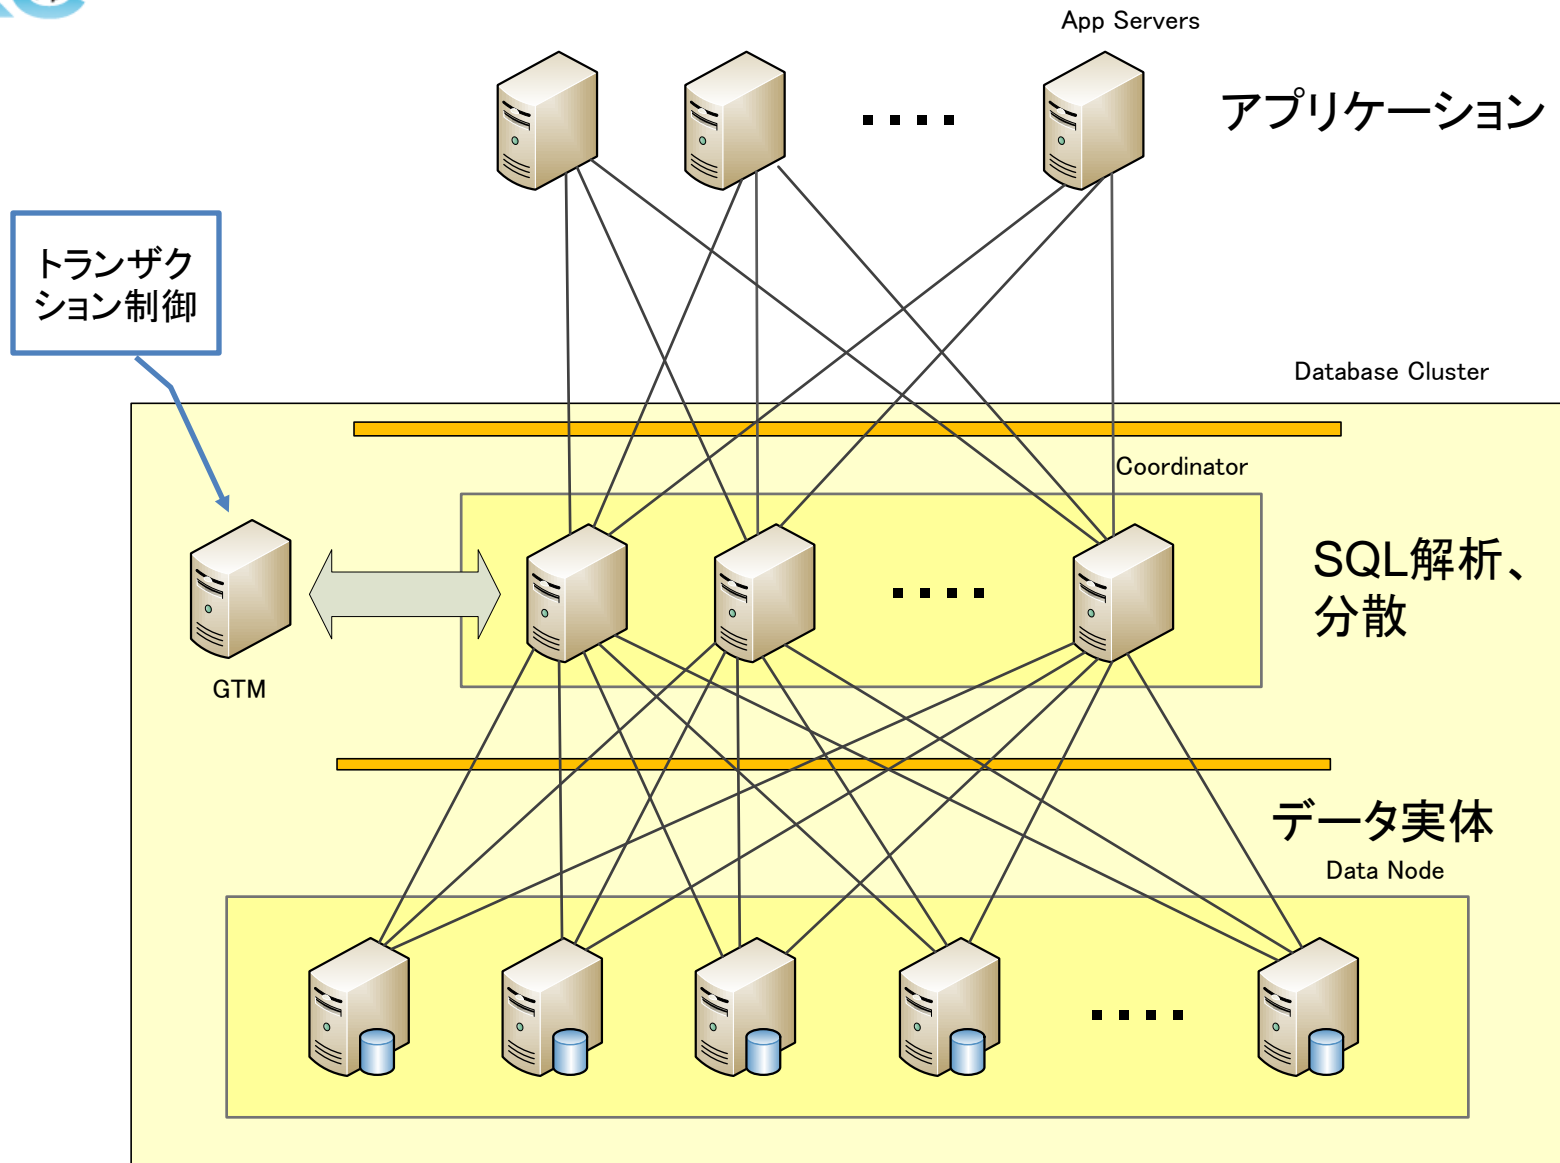 App Servers
アプリケーション
トランザク
ション制御
Database Cluster
Coordinator
SQL解析、
分散
GTM
データ実体
Data Node